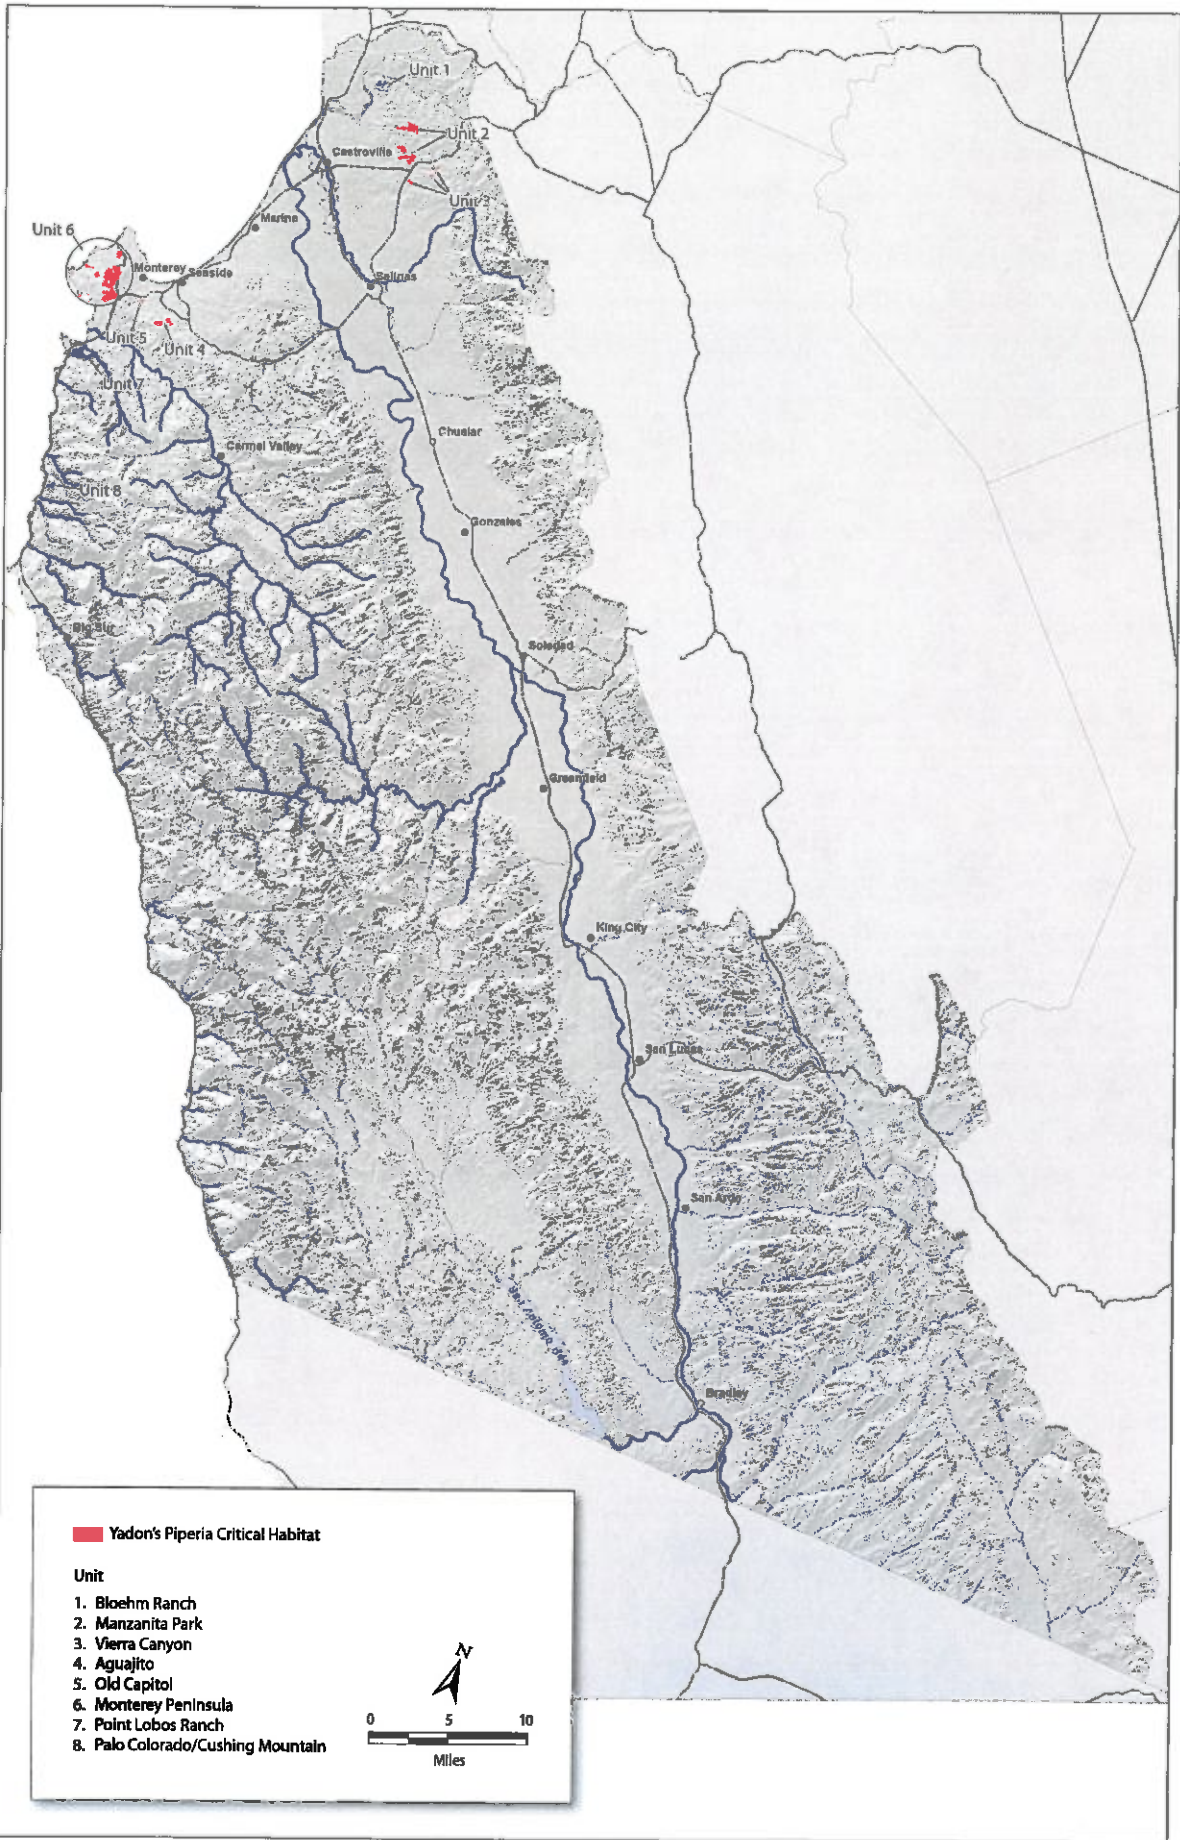 Unit 1
Unit 2
Castroville
Unit 3
Marina
Unit 6
Monterey
Seaside
Salinas
Unit 5
Unit 4
Unit 7
Chualar
Carmel Valley
Unit 8
Gonzales
Big Sur
Soledad
Greenfield
King City
San Lucas
San Ardo
Bradley
Yadon's Piperia Critical Habitat
Unit
1. Bloehm Ranch
2. Manzanita Park
3. Vierra Canyon
4. Aguajito
5. Old Capitol
6. Monterey Peninsula
7. Point Lobos Ranch
8. Palo Colorado/Cushing Mountain
N
0 5 10
Miles